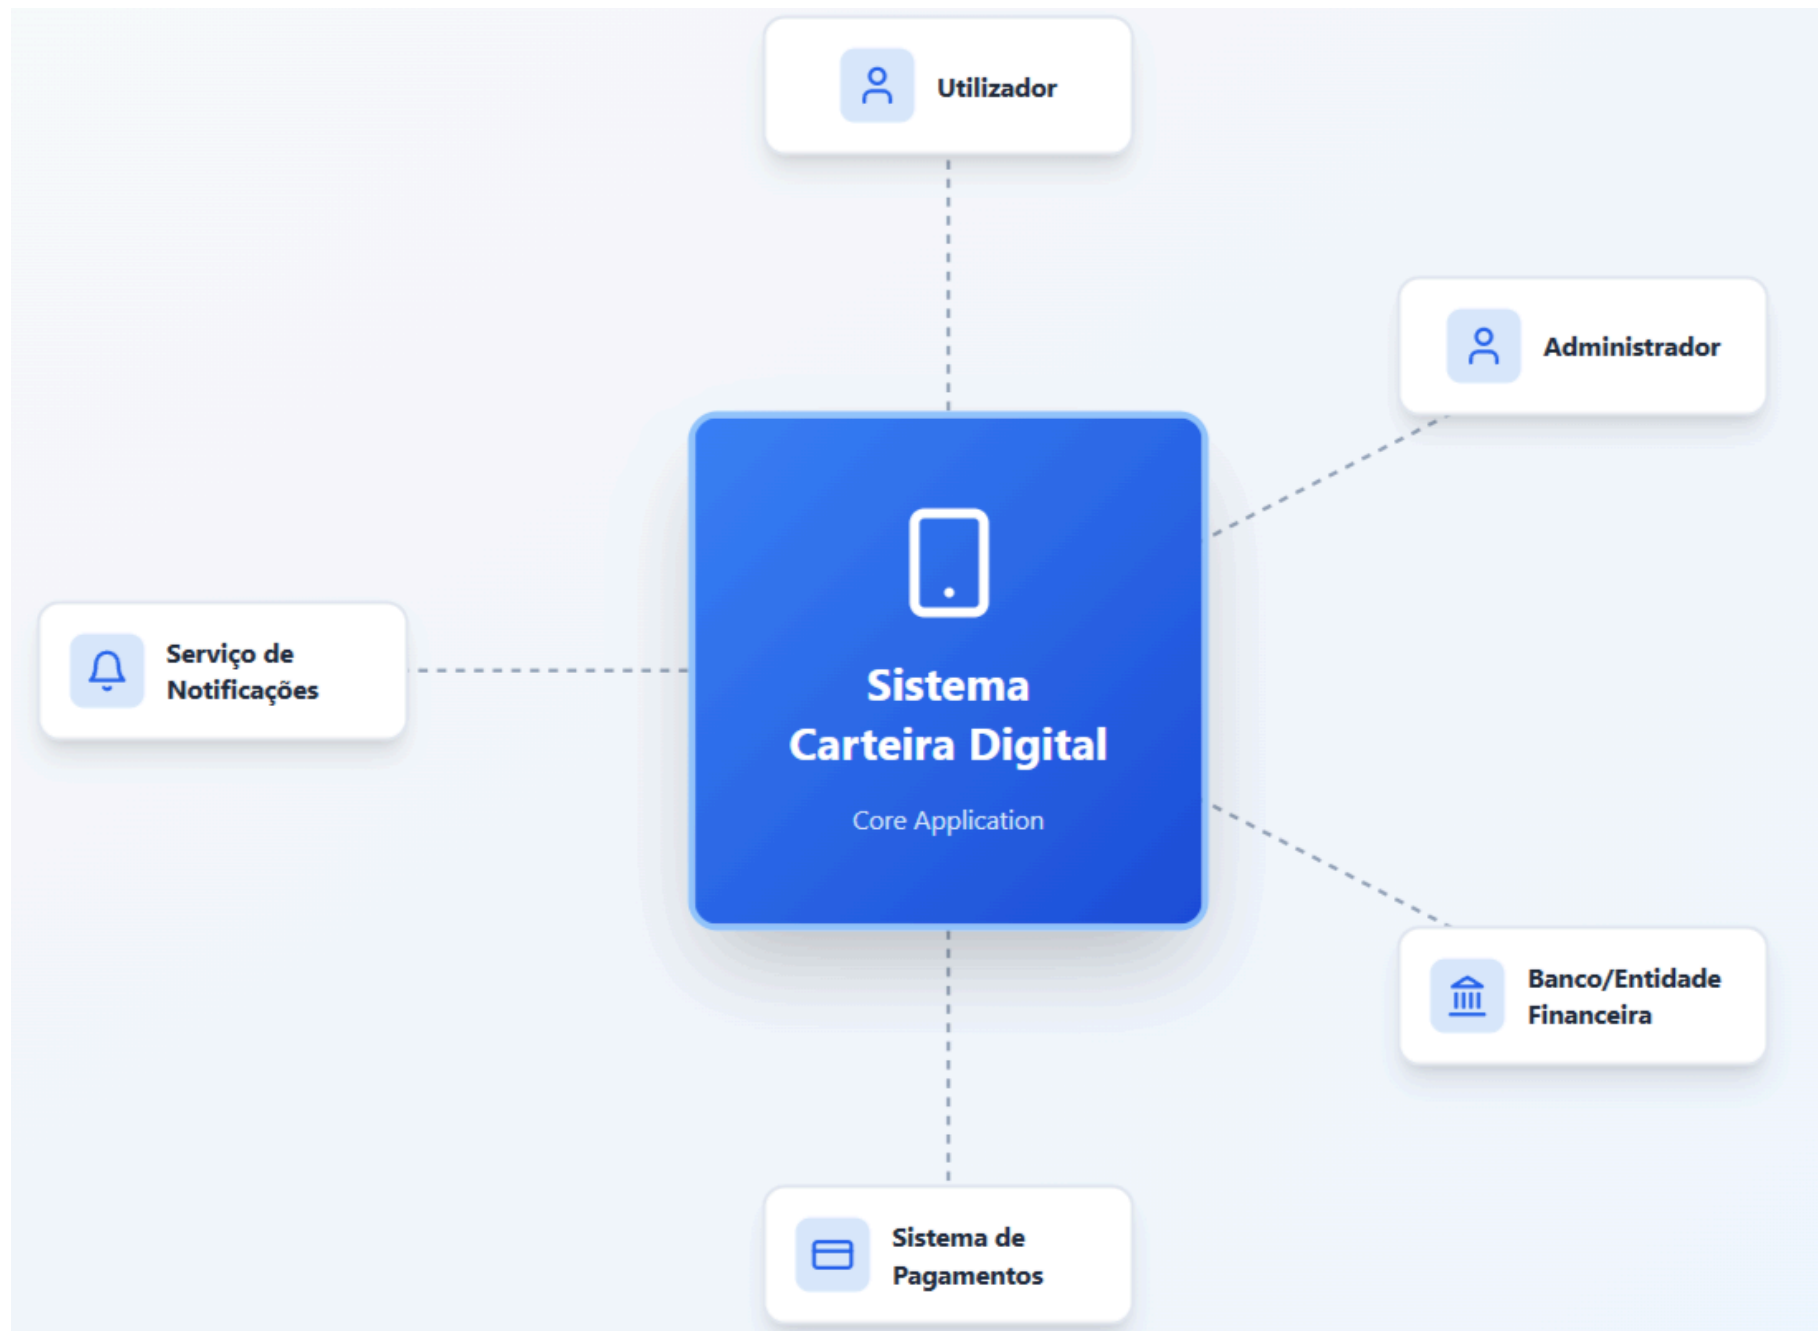 Utilizador
Administrador
Serviço de
Notificações
Sistema
Carteira Digital
Core Application
Banco/Entidade
Financeira
Sistema de
Pagamentos